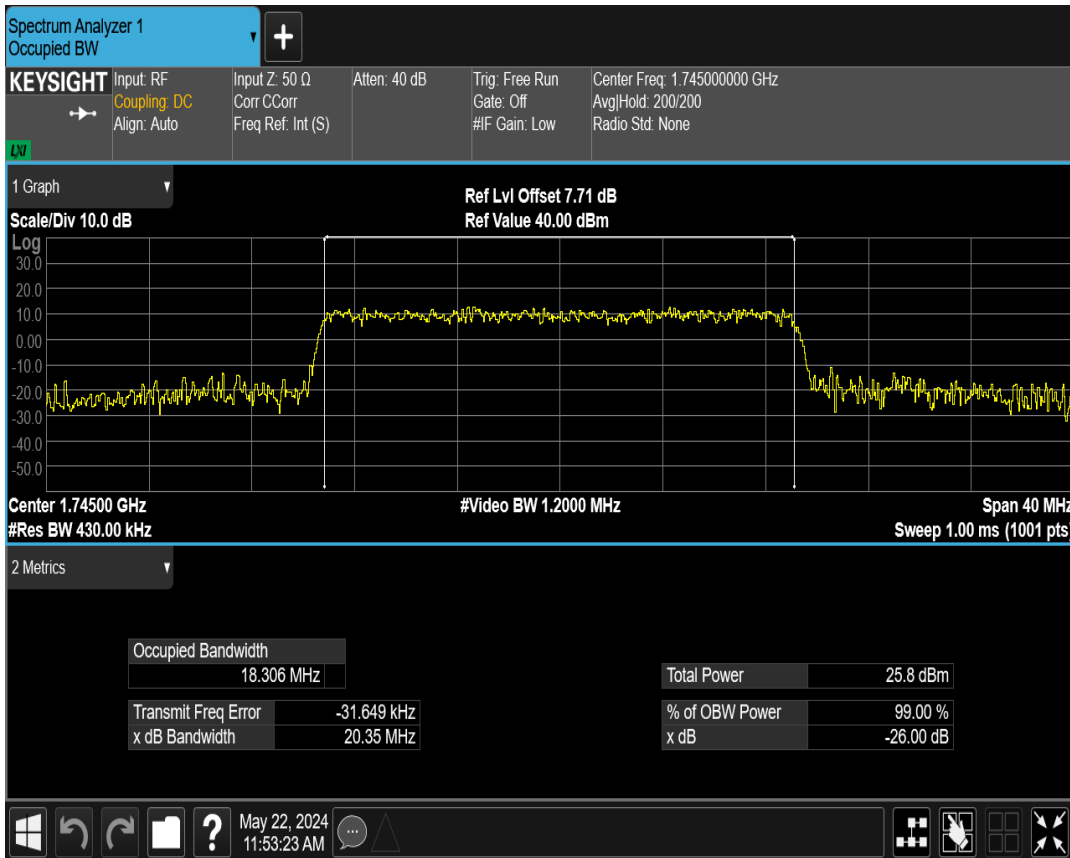 Spectrum Analyzer 1
Occupied BW
▼
+
KEYSIGHT
Input: RF
Coupling: DC
Align: Auto
Input Z: 50 Ω
Corr CCorr
Freq Ref: Int (S)
Atten: 40 dB
Trig: Free Run
Gate: Off
#IF Gain: Low
Center Freq: 1.745000000 GHz
Avg|Hold: 200/200
Radio Std: None
LXI
1 Graph
Ref Lvl Offset 7.71 dB
Scale/Div 10.0 dB
Ref Value 40.00 dBm
Log
30.0
20.0
10.0
0.00
-10.0
-20.0
-30.0
-40.0
-50.0
Center 1.74500 GHz
#Video BW 1.2000 MHz
Span 40 MHz
#Res BW 430.00 kHz
Sweep 1.00 ms (1001 pts)
2 Metrics
Occupied Bandwidth
18.306 MHz
Total Power 25.8 dBm
Transmit Freq Error -31.649 kHz
% of OBW Power 99.00 %
x dB Bandwidth 20.35 MHz
x dB -26.00 dB
?
May 22, 2024
11:53:23 AM